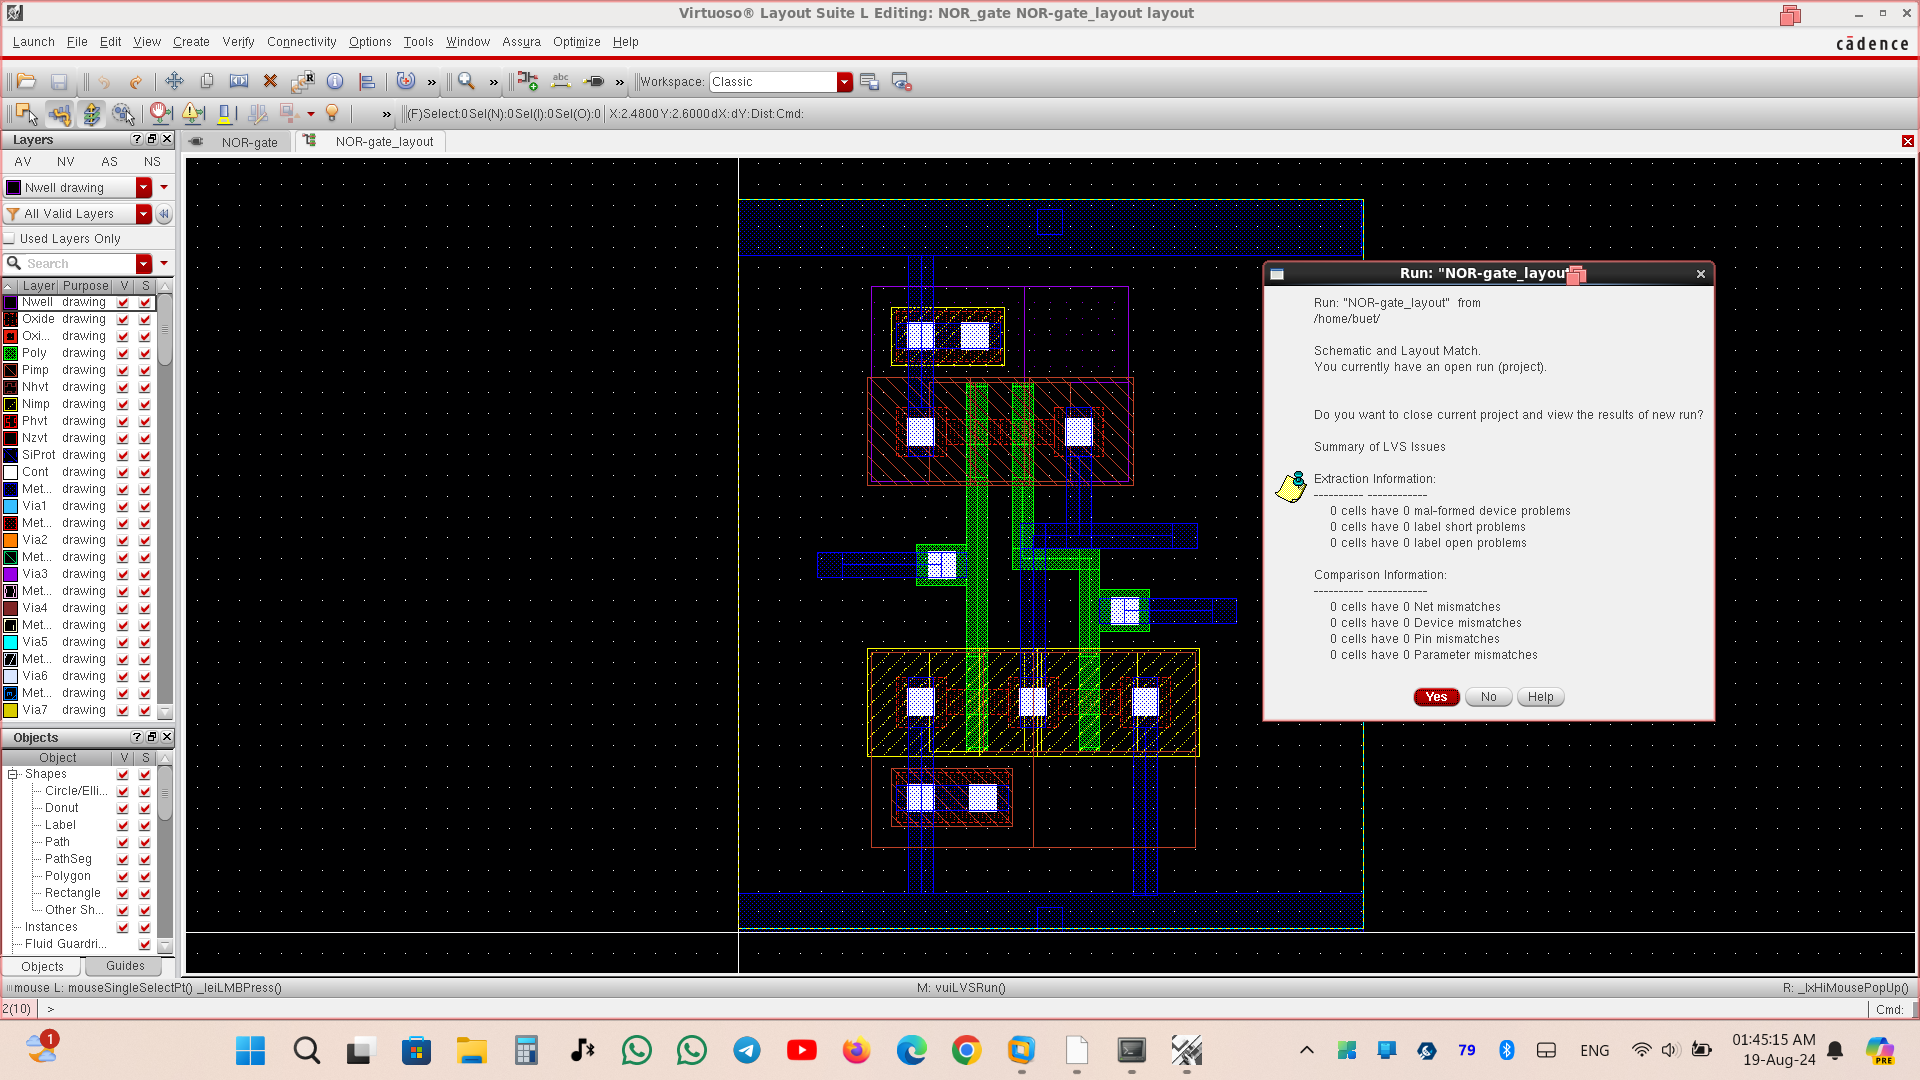 Virtuoso® Layout Suite L Editing: NOR_gate NOR-gate_layout layout
Launch File Edit View Create Verify Connectivity Options Tools Window Assura Optimize Help
cādence
Workspace: Classic
(F)Select:0 Sel(N):0 Sel(I):0 Sel(O):0 X:2.4800 Y:2.6000 dX: dY: Dist: Cmd:
Layers
NOR-gate
NOR-gate_layout
AV NV AS NS
Nwell drawing
All Valid Layers
Used Layers Only
Search
Layer Purpose V S
Nwell drawing
Oxide drawing
Oxi... drawing
Poly drawing
Pimp drawing
Nhvt drawing
Nimp drawing
Phvt drawing
Nzvt drawing
SiProt drawing
Cont drawing
Met... drawing
Via1 drawing
Met... drawing
Via2 drawing
Met... drawing
Via3 drawing
Met... drawing
Via4 drawing
Met... drawing
Via5 drawing
Met... drawing
Via6 drawing
Met... drawing
Via7 drawing
Objects
Object V S
Shapes
Circle/Elli...
Donut
Label
Path
PathSeg
Polygon
Rectangle
Other Sh...
Instances
Fluid Guardri...
Objects Guides
Run: "NOR-gate_layout
Run: "NOR-gate_layout" from
/home/buet/
Schematic and Layout Match.
You currently have an open run (project).
Do you want to close current project and view the results of new run?
Summary of LVS Issues
Extraction Information:
0 cells have 0 mal-formed device problems
0 cells have 0 label short problems
0 cells have 0 label open problems
Comparison Information:
0 cells have 0 Net mismatches
0 cells have 0 Device mismatches
0 cells have 0 Pin mismatches
0 cells have 0 Parameter mismatches
Yes No Help
mouse L: mouseSingleSelectPt() _leiLMBPress() M: vuiLVSRun() R: _lxHiMousePopUp()
2(10) > Cmd:
1
79
ENG
01:45:15 AM
19-Aug-24
PRE